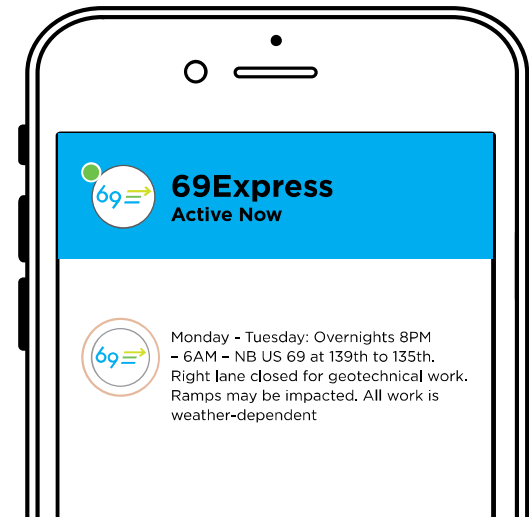 69
69Express
Active Now
69
Monday - Tuesday: Overnights 8PM
– 6AM – NB US 69 at 139th to 135th.
Right lane closed for geotechnical work.
Ramps may be impacted. All work is
weather-dependent